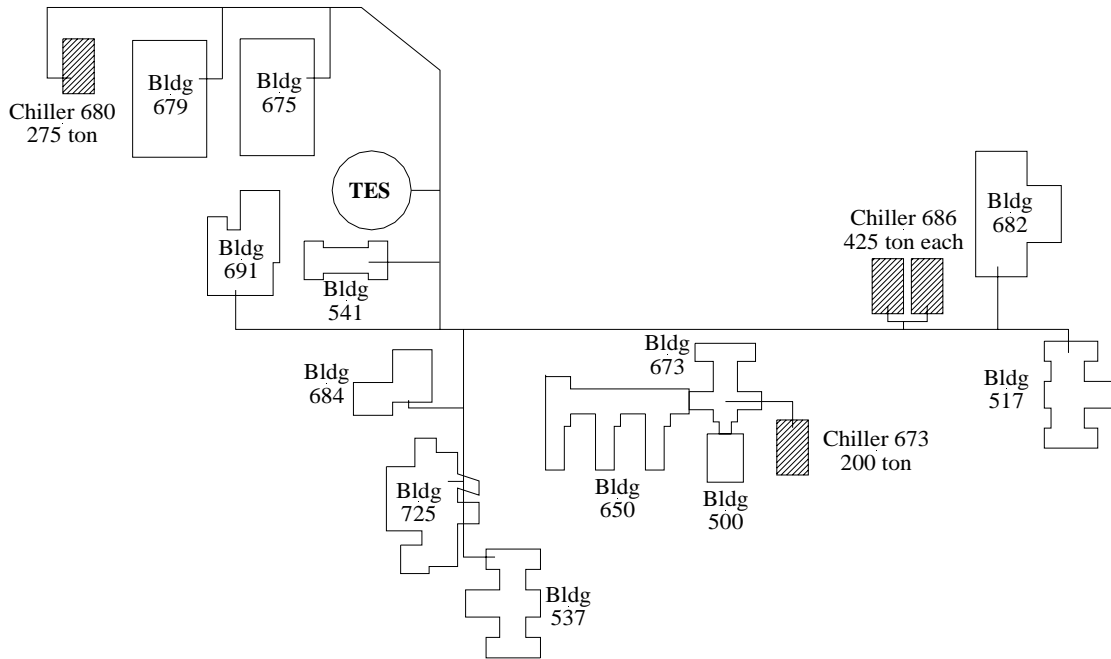 Chiller 680
275 ton
Bldg
679
Bldg
675
TES
Bldg
691
Bldg
541
Chiller 686
425 ton each
Bldg
682
Bldg
684
Bldg
673
Bldg
517
Chiller 673
200 ton
Bldg
725
Bldg
650
Bldg
500
Bldg
537